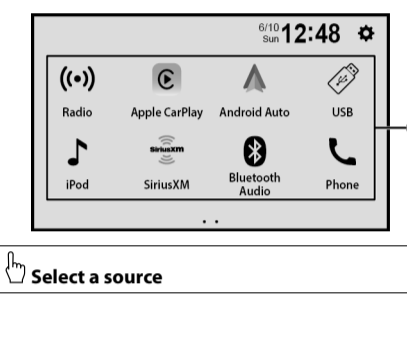 6/10
Sun 12:48
Radio Apple CarPlay Android Auto USB
iPod SiriusXM Bluetooth Audio Phone
Select a source